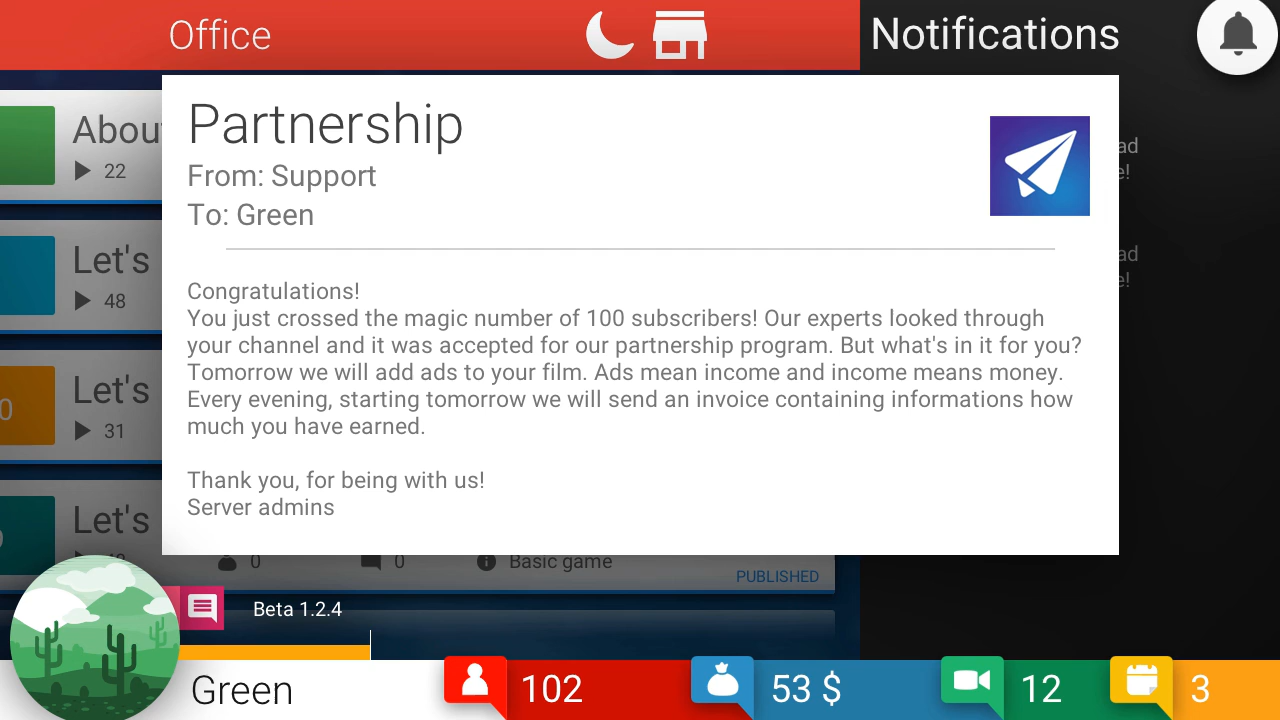 Office
Notifications
Partnership
From: Support
To: Green
Congratulations!
You just crossed the magic number of 100 subscribers! Our experts looked through
your channel and it was accepted for our partnership program. But what's in it for you?
Tomorrow we will add ads to your film. Ads mean income and income means money.
Every evening, starting tomorrow we will send an invoice containing informations how
much you have earned.
Thank you, for being with us!
Server admins
Abou
22
Let's
48
Let's
31
Let's
0
0
Basic game
PUBLISHED
ad
e!
ad
e!
Beta 1.2.4
Green
102
53 $
12
3